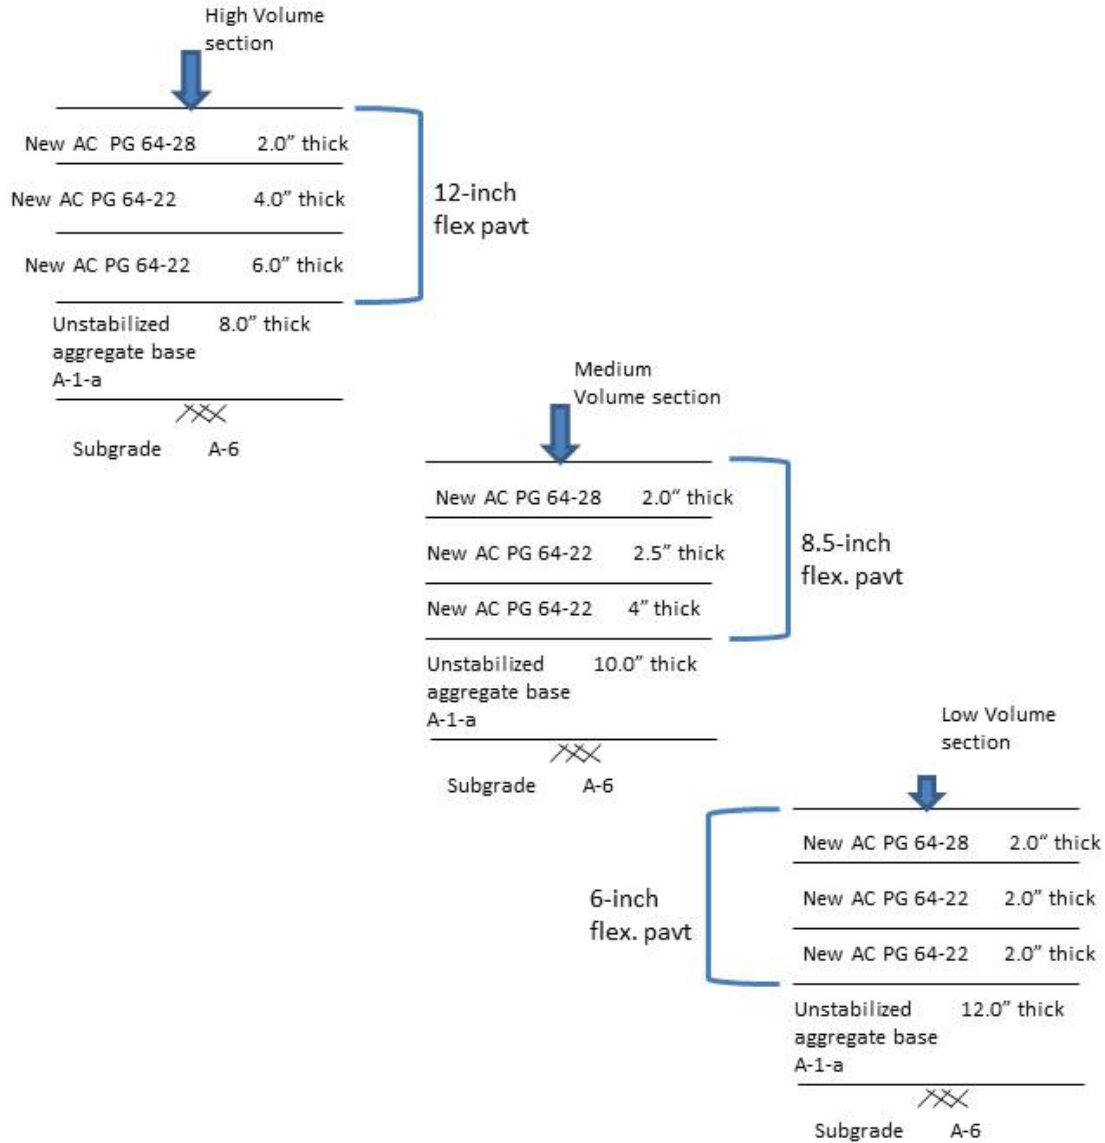 High Volume
section
New AC PG 64-28 2.0” thick
New AC PG 64-22 4.0” thick
New AC PG 64-22 6.0” thick
12-inch
flex pavt
Unstabilized 8.0” thick
aggregate base
A-1-a
Subgrade A-6
Medium
Volume section
New AC PG 64-28 2.0“ thick
New AC PG 64-22 2.5” thick
New AC PG 64-22 4” thick
8.5-inch
flex. pavt
Unstabilized 10.0” thick
aggregate base
A-1-a
Subgrade A-6
Low Volume
section
New AC PG 64-28 2.0“ thick
New AC PG 64-22 2.0” thick
New AC PG 64-22 2.0” thick
6-inch
flex. pavt
Unstabilized 12.0” thick
aggregate base
A-1-a
Subgrade A-6